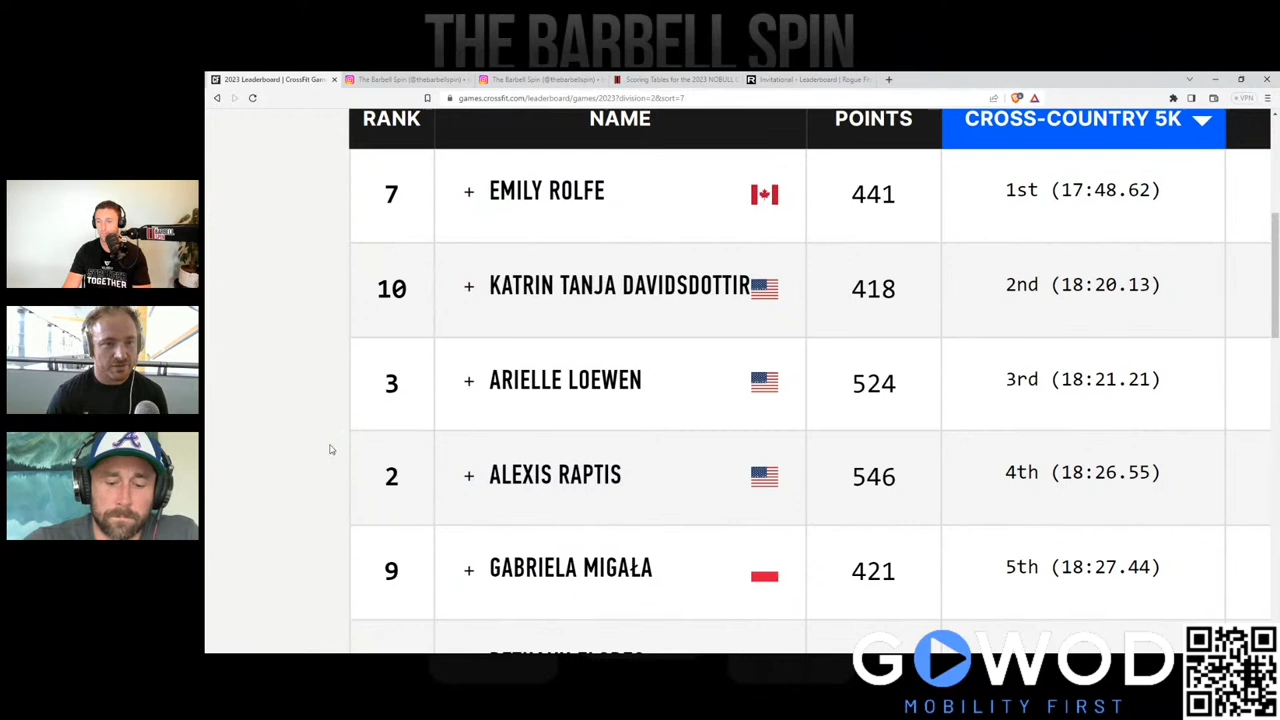 THE BARBELL SPIN
2023 Leaderboard | CrossFit Gam
The Barbell Spin (@thebarbellspin) •
The Barbell Spin (@thebarbellspin) •
Scoring Tables for the 2023 NOBULL
Invitational - Leaderboard | Rogue Fi
games.crossfit.com/leaderboard/games/2023?division=2&sort=7
VPN
RANK NAME POINTS CROSS-COUNTRY 5K
7 + EMILY ROLFE 441 1st (17:48.62)
10 + KATRIN TANJA DAVIDSDOTTIR 418 2nd (18:20.13)
3 + ARIELLE LOEWEN 524 3rd (18:21.21)
2 + ALEXIS RAPTIS 546 4th (18:26.55)
9 + GABRIELA MIGAŁA 421 5th (18:27.44)
TOGETHER
A
GOWOD
MOBILITY FIRST